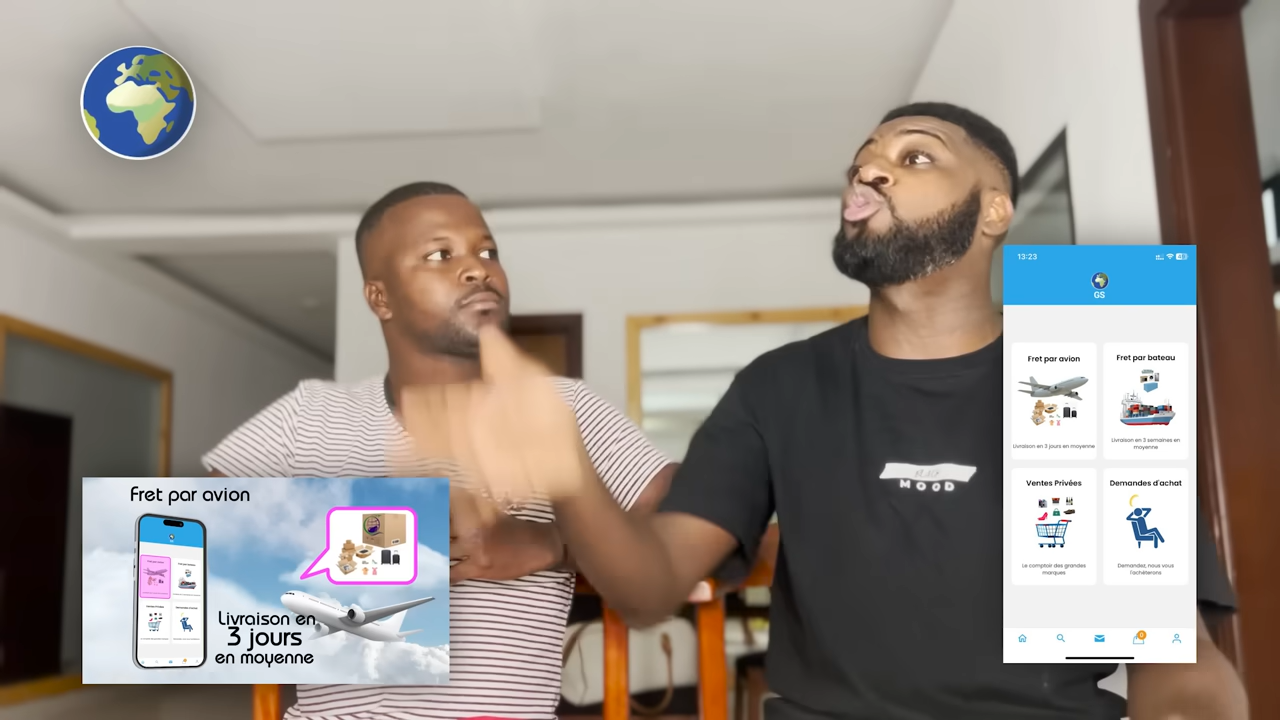 Fret par avion
Livraison en
3 jours
en moyenne
MOOD
13:23
GS
Fret par avion
Livraison en 3 jours en moyenne
Fret par bateau
Livraison en 3 semaines en
moyenne
Ventes Privées
Le comptoir des grandes
marques
Demandes d'achat
Demandez, nous vous
l'achèterons
0